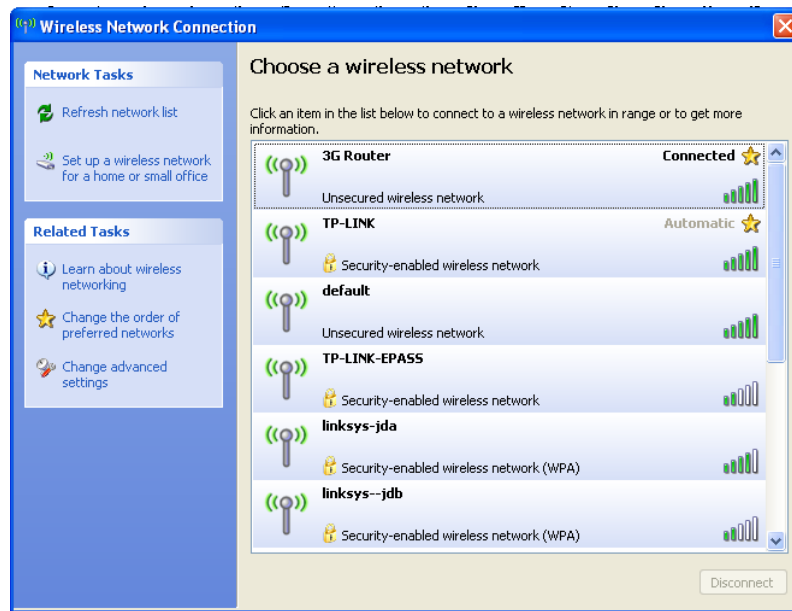 Wireless Network Connection
Network Tasks
Refresh network list
Set up a wireless network
for a home or small office
Related Tasks
Learn about wireless
networking
Change the order of
preferred networks
Change advanced
settings
Choose a wireless network
Click an item in the list below to connect to a wireless network in range or to get more
information.
3G Router Connected
Unsecured wireless network
TP-LINK Automatic
Security-enabled wireless network
default
Unsecured wireless network
TP-LINK-EPASS
Security-enabled wireless network
linksys-jda
Security-enabled wireless network (WPA)
linksys--jdb
Security-enabled wireless network (WPA)
Disconnect